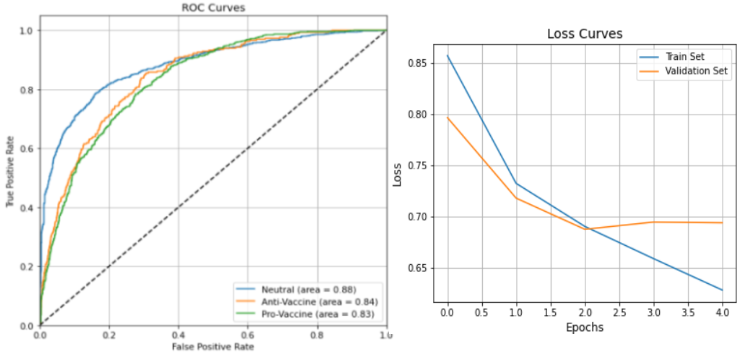 ROC Curves
True Positive Rate
1.0
0.8
0.6
0.4
0.2
0.0
Neutral (area = 0.88)
Anti-Vaccine (area = 0.84)
Pro-Vaccine (area = 0.83)
0.0 0.2 0.4 0.6 0.8 1.0
False Positive Rate
Loss Curves
Train Set
Validation Set
Loss
0.85
0.80
0.75
0.70
0.65
0.0 0.5 1.0 1.5 2.0 2.5 3.0 3.5 4.0
Epochs